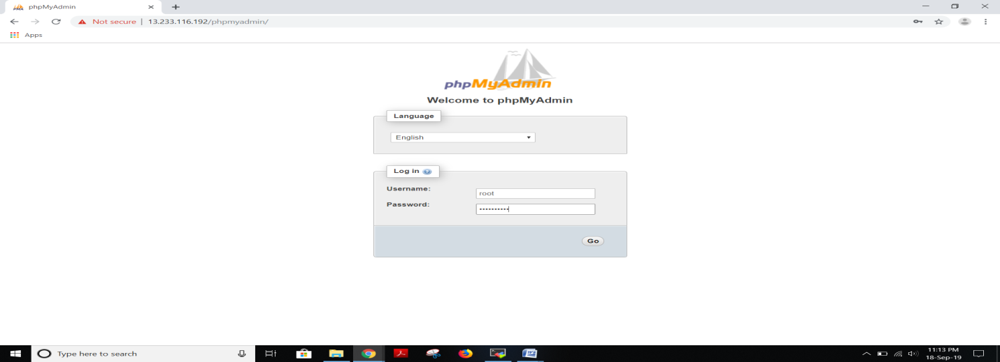 phpMyAdmin
Not secure | 13.233.116.192/phpmyadmin/
Apps
phpMyAdmin
Welcome to phpMyAdmin
Language
English
Log in
Username:
root
Password:
Go
Type here to search
11:13 PM
18-Sep-19